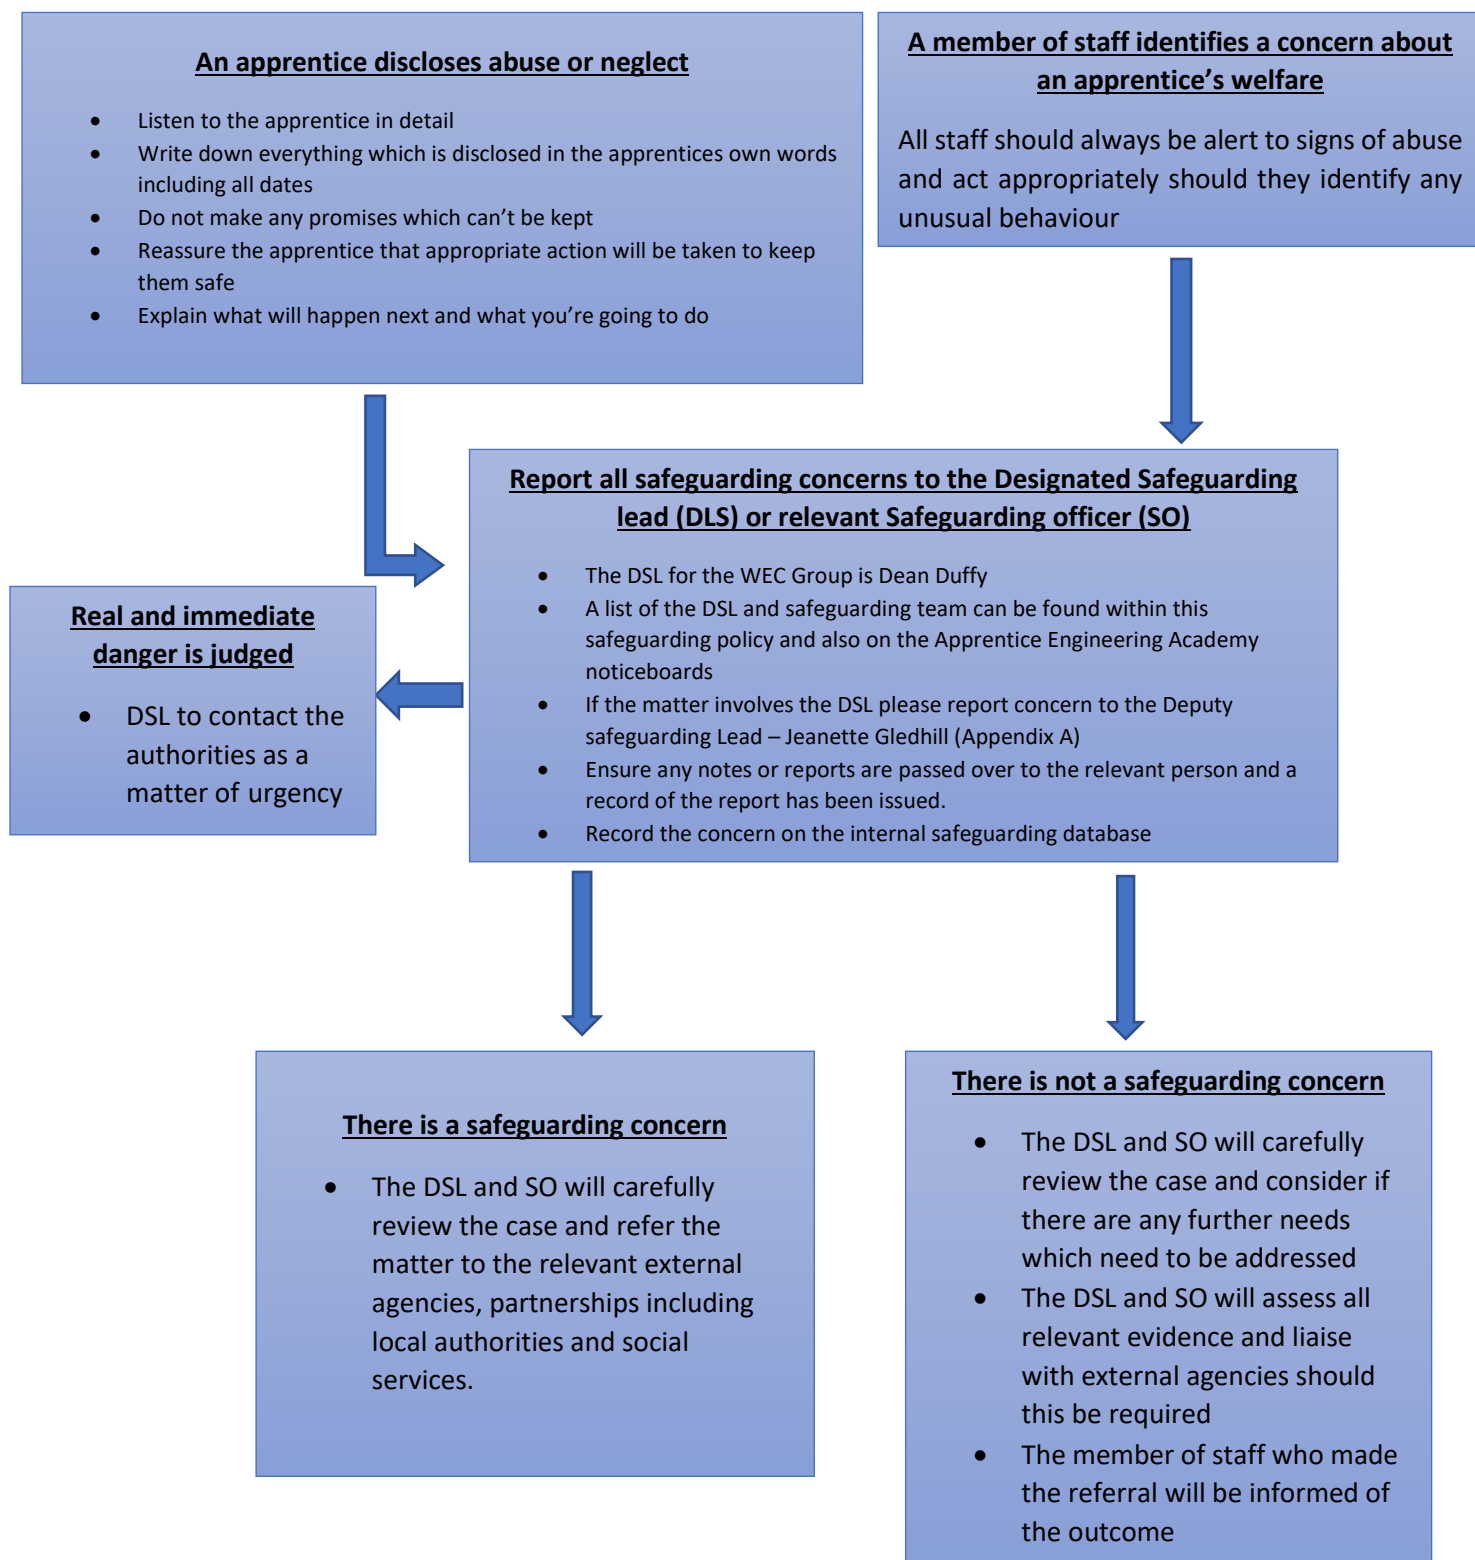 An apprentice discloses abuse or neglect
• Listen to the apprentice in detail
• Write down everything which is disclosed in the apprentices own words
including all dates
• Do not make any promises which can’t be kept
• Reassure the apprentice that appropriate action will be taken to keep
them safe
• Explain what will happen next and what you’re going to do
A member of staff identifies a concern about
an apprentice’s welfare
All staff should always be alert to signs of abuse
and act appropriately should they identify any
unusual behaviour
Report all safeguarding concerns to the Designated Safeguarding
lead (DLS) or relevant Safeguarding officer (SO)
• The DSL for the WEC Group is Dean Duffy
• A list of the DSL and safeguarding team can be found within this
safeguarding policy and also on the Apprentice Engineering Academy
noticeboards
• If the matter involves the DSL please report concern to the Deputy
safeguarding Lead – Jeanette Gledhill (Appendix A)
• Ensure any notes or reports are passed over to the relevant person and a
record of the report has been issued.
• Record the concern on the internal safeguarding database
Real and immediate
danger is judged
• DSL to contact the
authorities as a
matter of urgency
There is a safeguarding concern
• The DSL and SO will carefully
review the case and refer the
matter to the relevant external
agencies, partnerships including
local authorities and social
services.
There is not a safeguarding concern
• The DSL and SO will carefully
review the case and consider if
there are any further needs
which need to be addressed
• The DSL and SO will assess all
relevant evidence and liaise
with external agencies should
this be required
• The member of staff who made
the referral will be informed of
the outcome